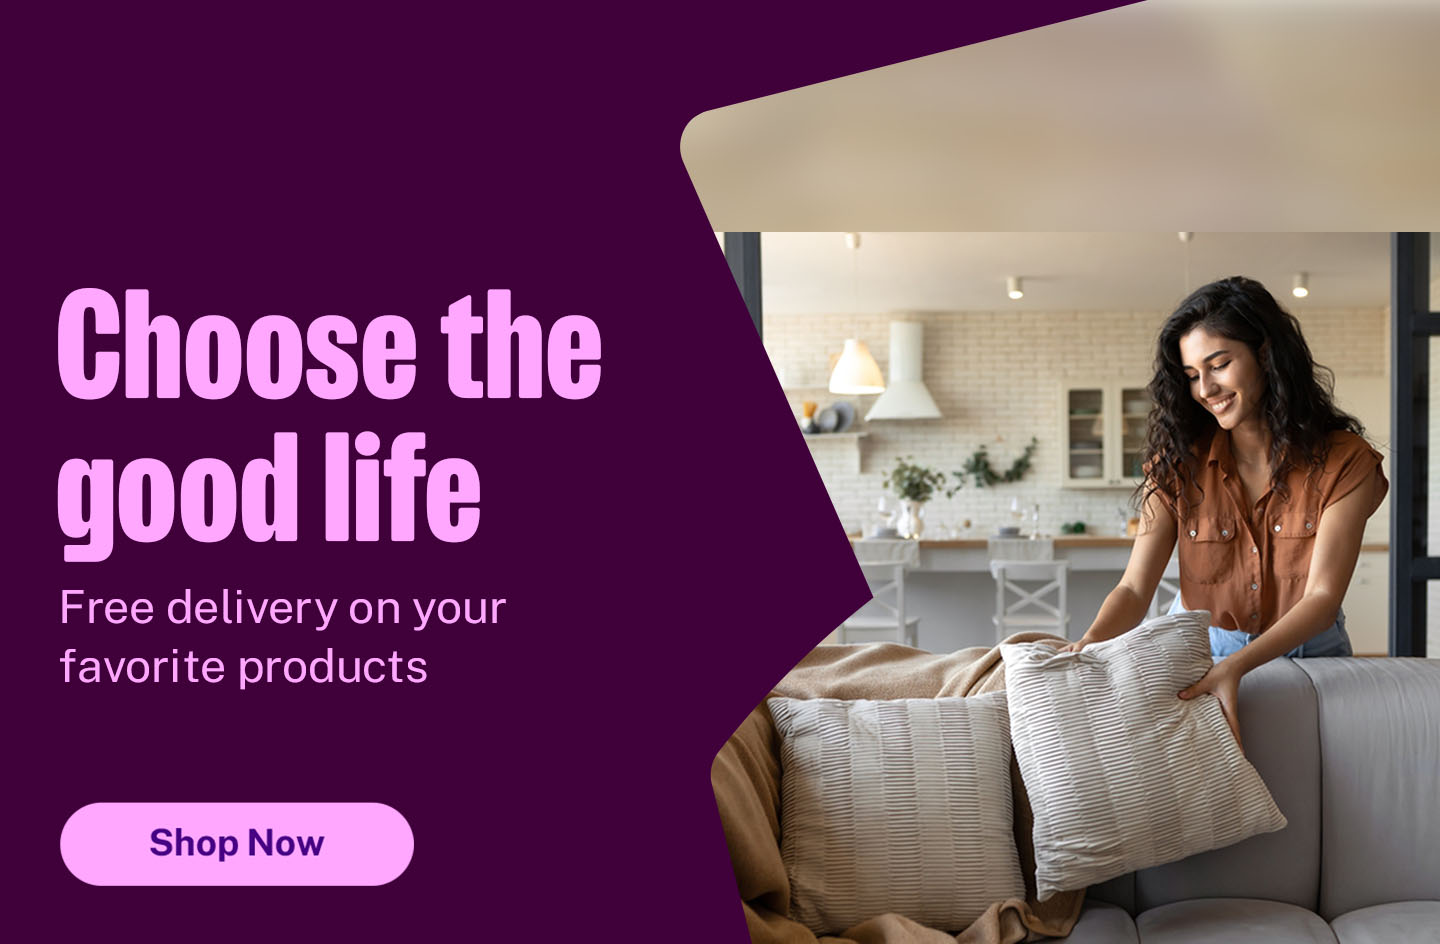 Choose the
good life
Free delivery on your
favorite products
Shop Now